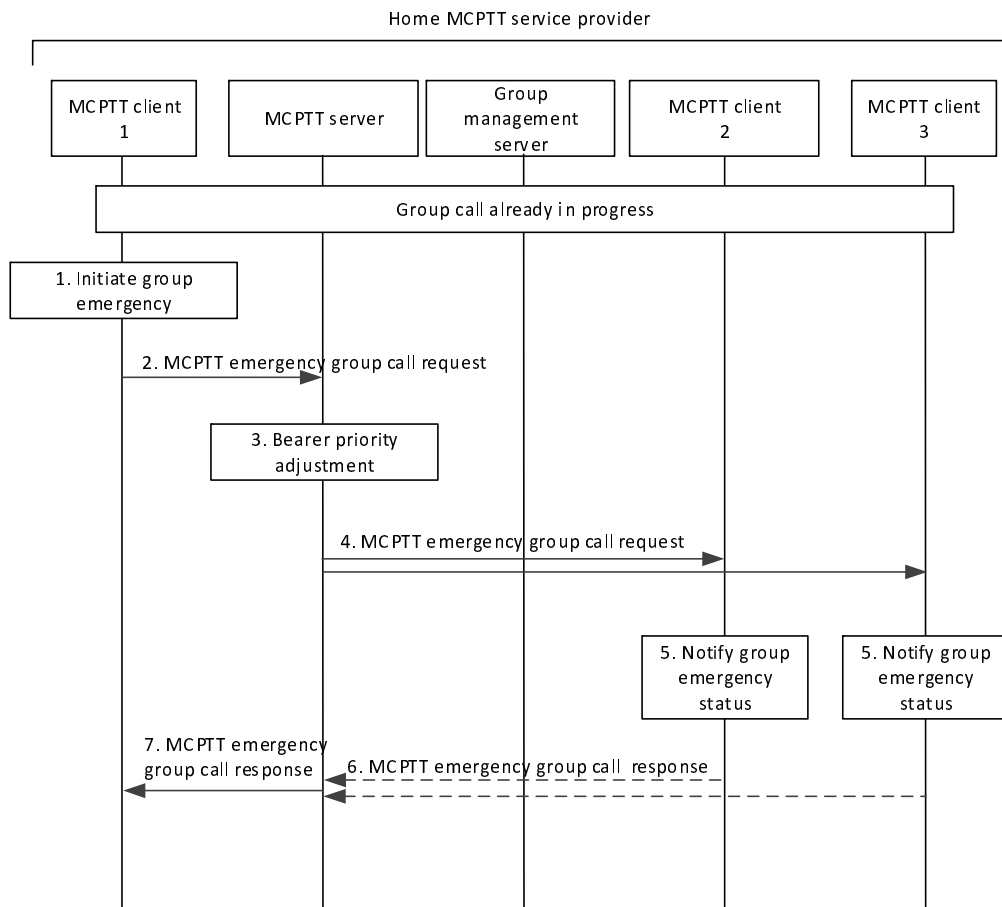 Home MCPTT service provider
MCPTT client
1
MCPTT server
Group
management
server
MCPTT client
2
MCPTT client
3
Group call already in progress
1. Initiate group
emergency
2. MCPTT emergency group call request
3. Bearer priority
adjustment
4. MCPTT emergency group call request
5. Notify group
emergency
status
5. Notify group
emergency
status
7. MCPTT emergency
group call response
6. MCPTT emergency group call response